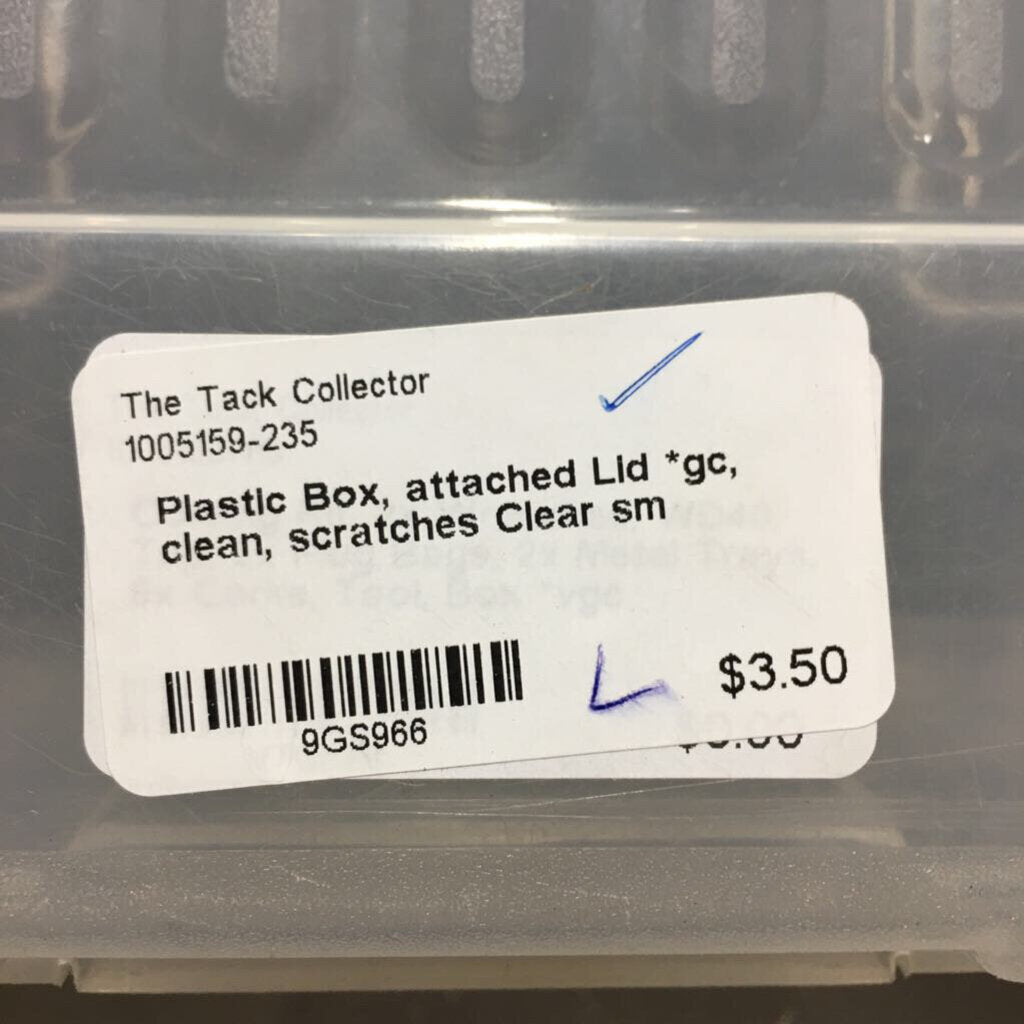 The Tack Collector
1005159-235
Plastic Box, attached Lid *gc,
clean, scratches Clear sm
$3.50
9GS966